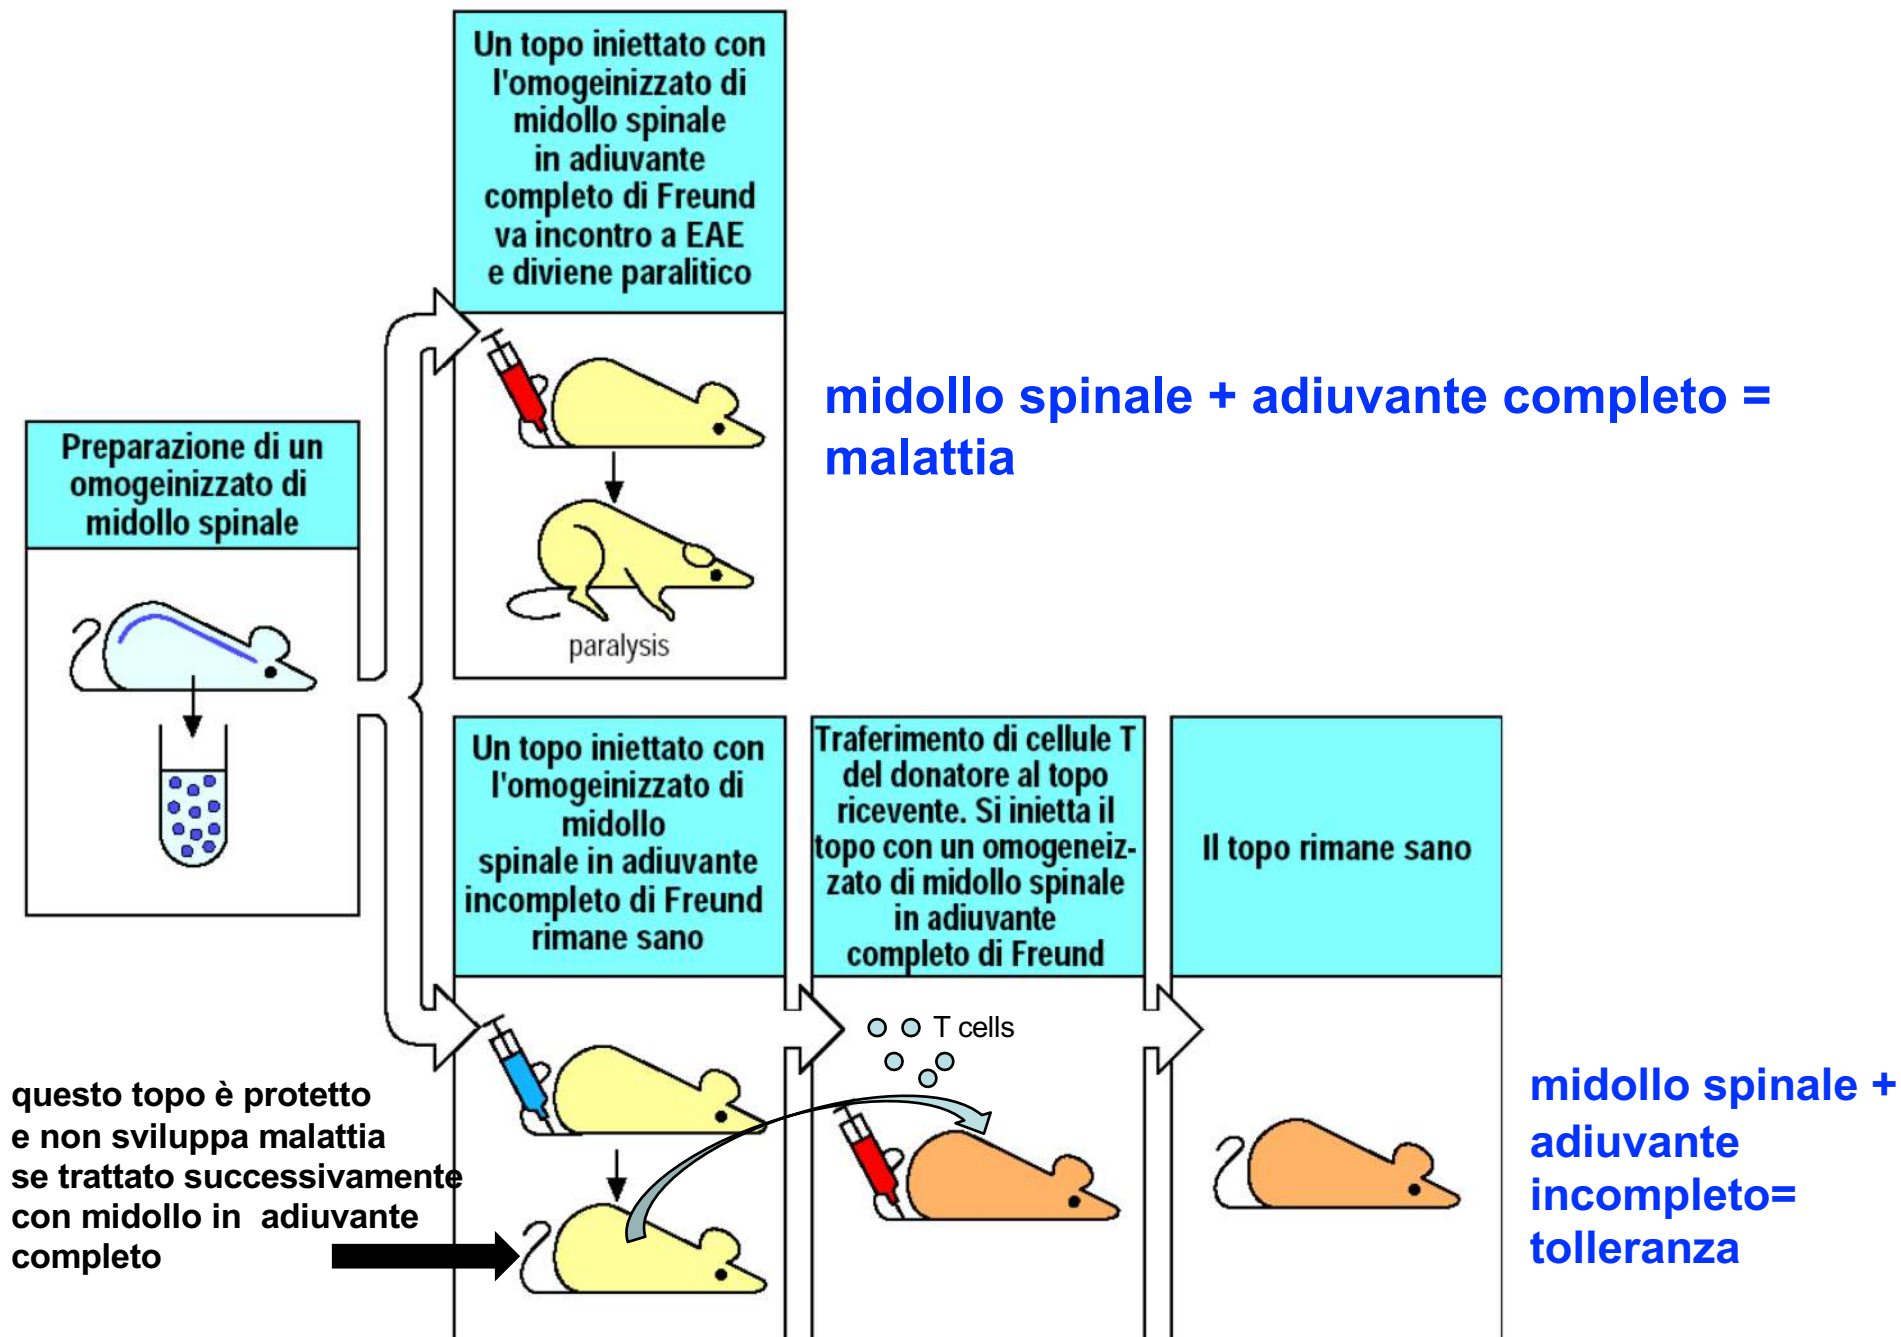 Un topo iniettato con
l'omogeinizzato di
midollo spinale
in adiuvante
completo di Freund
va incontro a EAE
e diviene paralitico
midollo spinale + adiuvante completo =
malattia
Preparazione di un
omogeinizzato di
midollo spinale
paralysis
Un topo iniettato con
l'omogeinizzato di
midollo
spinale in adiuvante
incompleto di Freund
rimane sano
Traferimento di cellule T
del donatore al topo
ricevente. Si inietta il
topo con un omogeneiz-
zato di midollo spinale
in adiuvante
completo di Freund
Il topo rimane sano
T cells
questo topo è protetto
e non sviluppa malattia
se trattato successivamente
con midollo in adiuvante
completo
midollo spinale +
adiuvante
incompleto=
tolleranza